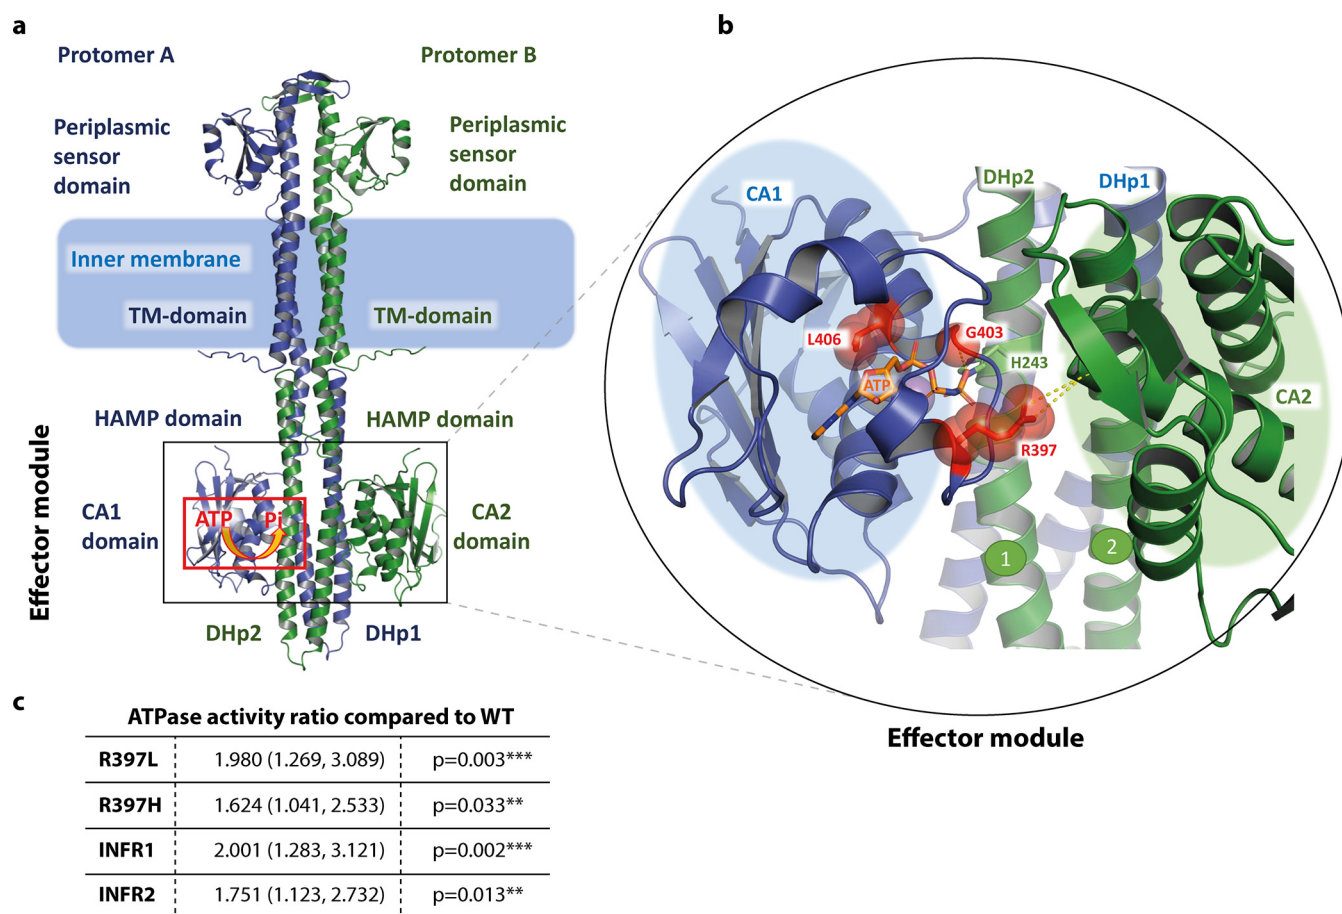 a
Protomer A
Protomer B
Periplasmic
sensor
domain
Periplasmic
sensor
domain
Inner membrane
TM-domain
TM-domain
HAMP domain
HAMP domain
Effector module
CA1
domain
ATP
Pi
CA2
domain
DHp2
DHp1
b
CA1
DHp2
DHp1
L406
G403
H243
ATP
R397
CA2
1
2
Effector module
c
ATPase activity ratio compared to WT
R397L 1.980 (1.269, 3.089) p=0.003***
R397H 1.624 (1.041, 2.533) p=0.033**
INFR1 2.001 (1.283, 3.121) p=0.002***
INFR2 1.751 (1.123, 2.732) p=0.013**